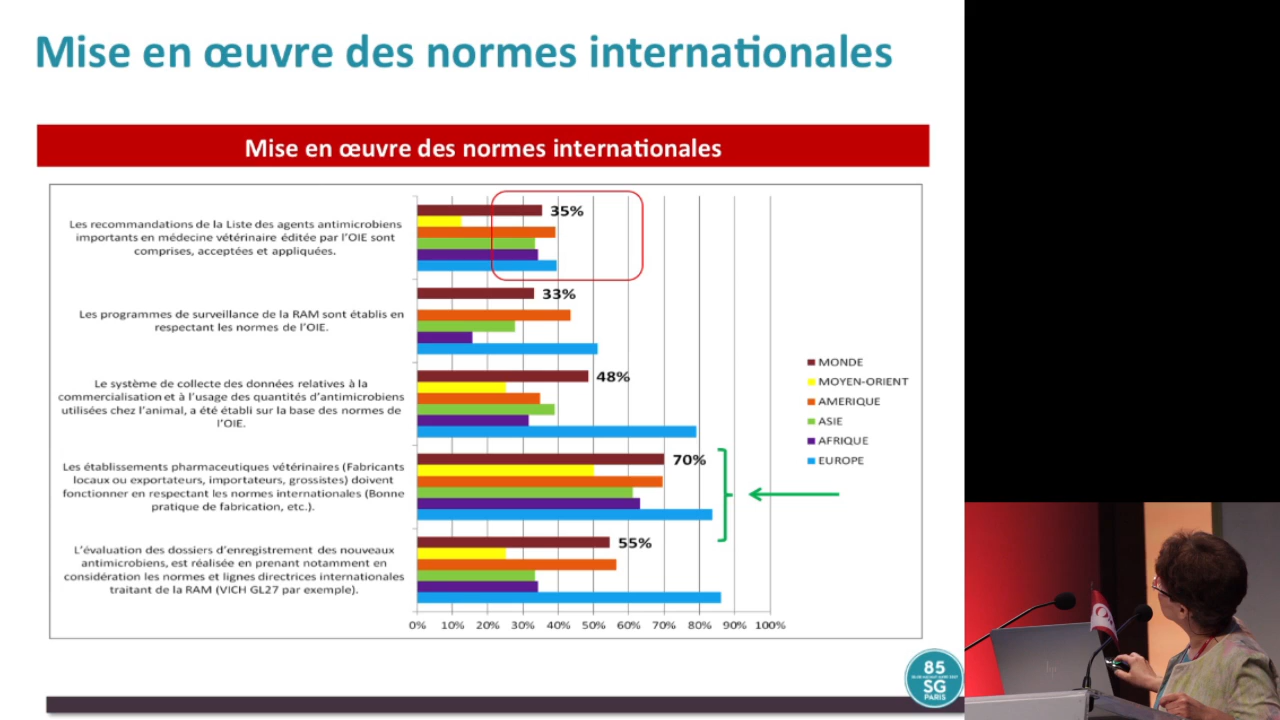 Mise en œuvre des normes internationales
Mise en œuvre des normes internationales
Les recommandations de la Liste des agents antimicrobiens
importants en médecine vétérinaire éditée par l'OIE sont
comprises, acceptées et appliquées.
35%
Les programmes de surveillance de la RAM sont établis en
respectant les normes de l'OIE.
33%
Le système de collecte des données relatives à la
commercialisation et à l'usage des quantités d'antimicrobiens
utilisées chez l'animal, a été établi sur la base des normes de
l'OIE.
48%
Les établissements pharmaceutiques vétérinaires (Fabricants
locaux ou exportateurs, importateurs, grossistes) doivent
fonctionner en respectant les normes internationales (Bonne
pratique de fabrication, etc.).
70%
L'évaluation des dossiers d'enregistrement des nouveaux
antimicrobiens, est réalisée en prenant notamment en
considération les normes et lignes directrices internationales
traitant de la RAM (VICH GL27 par exemple).
55%
0% 10% 20% 30% 40% 50% 60% 70% 80% 90% 100%
MONDE
MOYEN-ORIENT
AMERIQUE
ASIE
AFRIQUE
EUROPE
85
SG
PARIS
hp